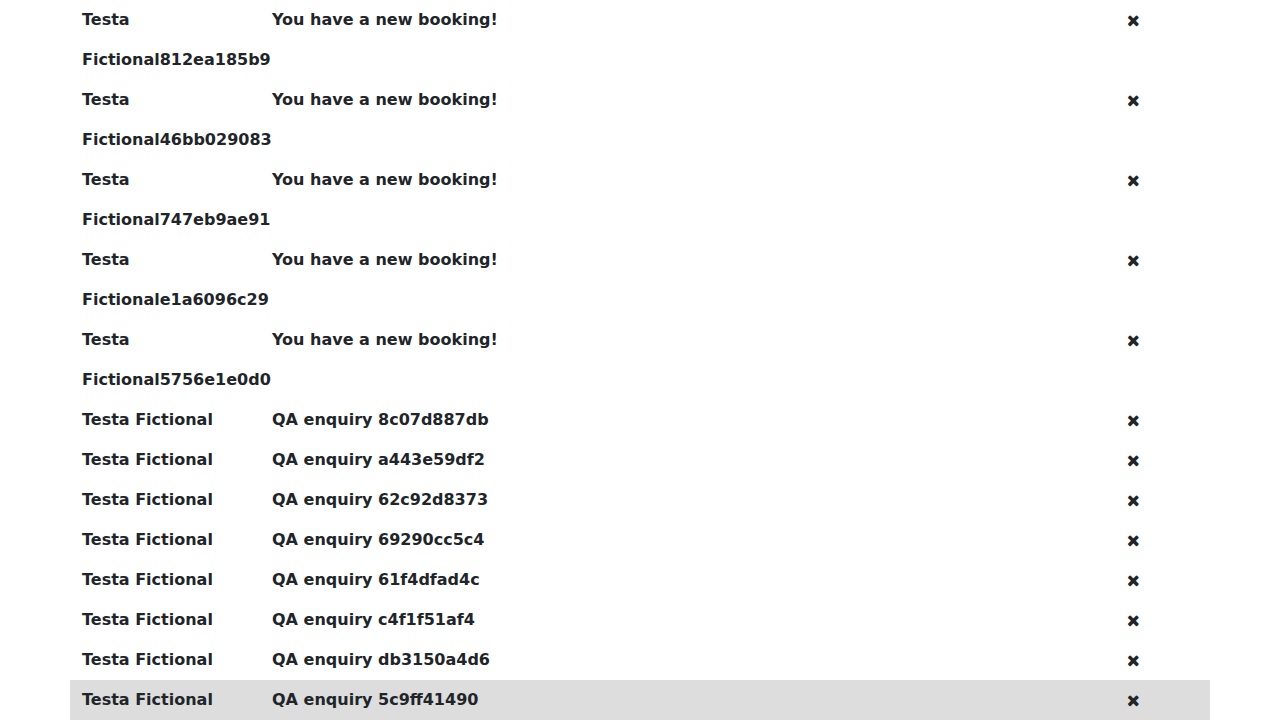 Testa You have a new booking!
Fictional812ea185b9
Testa You have a new booking!
Fictional46bb029083
Testa You have a new booking!
Fictional747eb9ae91
Testa You have a new booking!
Fictionale1a6096c29
Testa You have a new booking!
Fictional5756e1e0d0
Testa Fictional QA enquiry 8c07d887db
Testa Fictional QA enquiry a443e59df2
Testa Fictional QA enquiry 62c92d8373
Testa Fictional QA enquiry 69290cc5c4
Testa Fictional QA enquiry 61f4dfad4c
Testa Fictional QA enquiry c4f1f51af4
Testa Fictional QA enquiry db3150a4d6
Testa Fictional QA enquiry 5c9ff41490